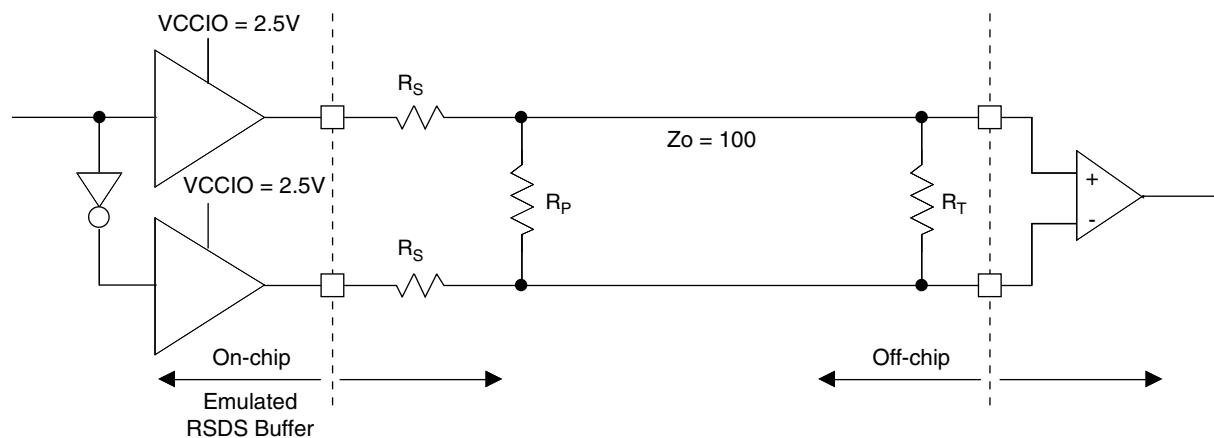 VCCIO = 2.5V
RS
Zo = 100
VCCIO = 2.5V
+
RP
RT
-
RS
On-chip
Off-chip
Emulated
RSDS Buffer